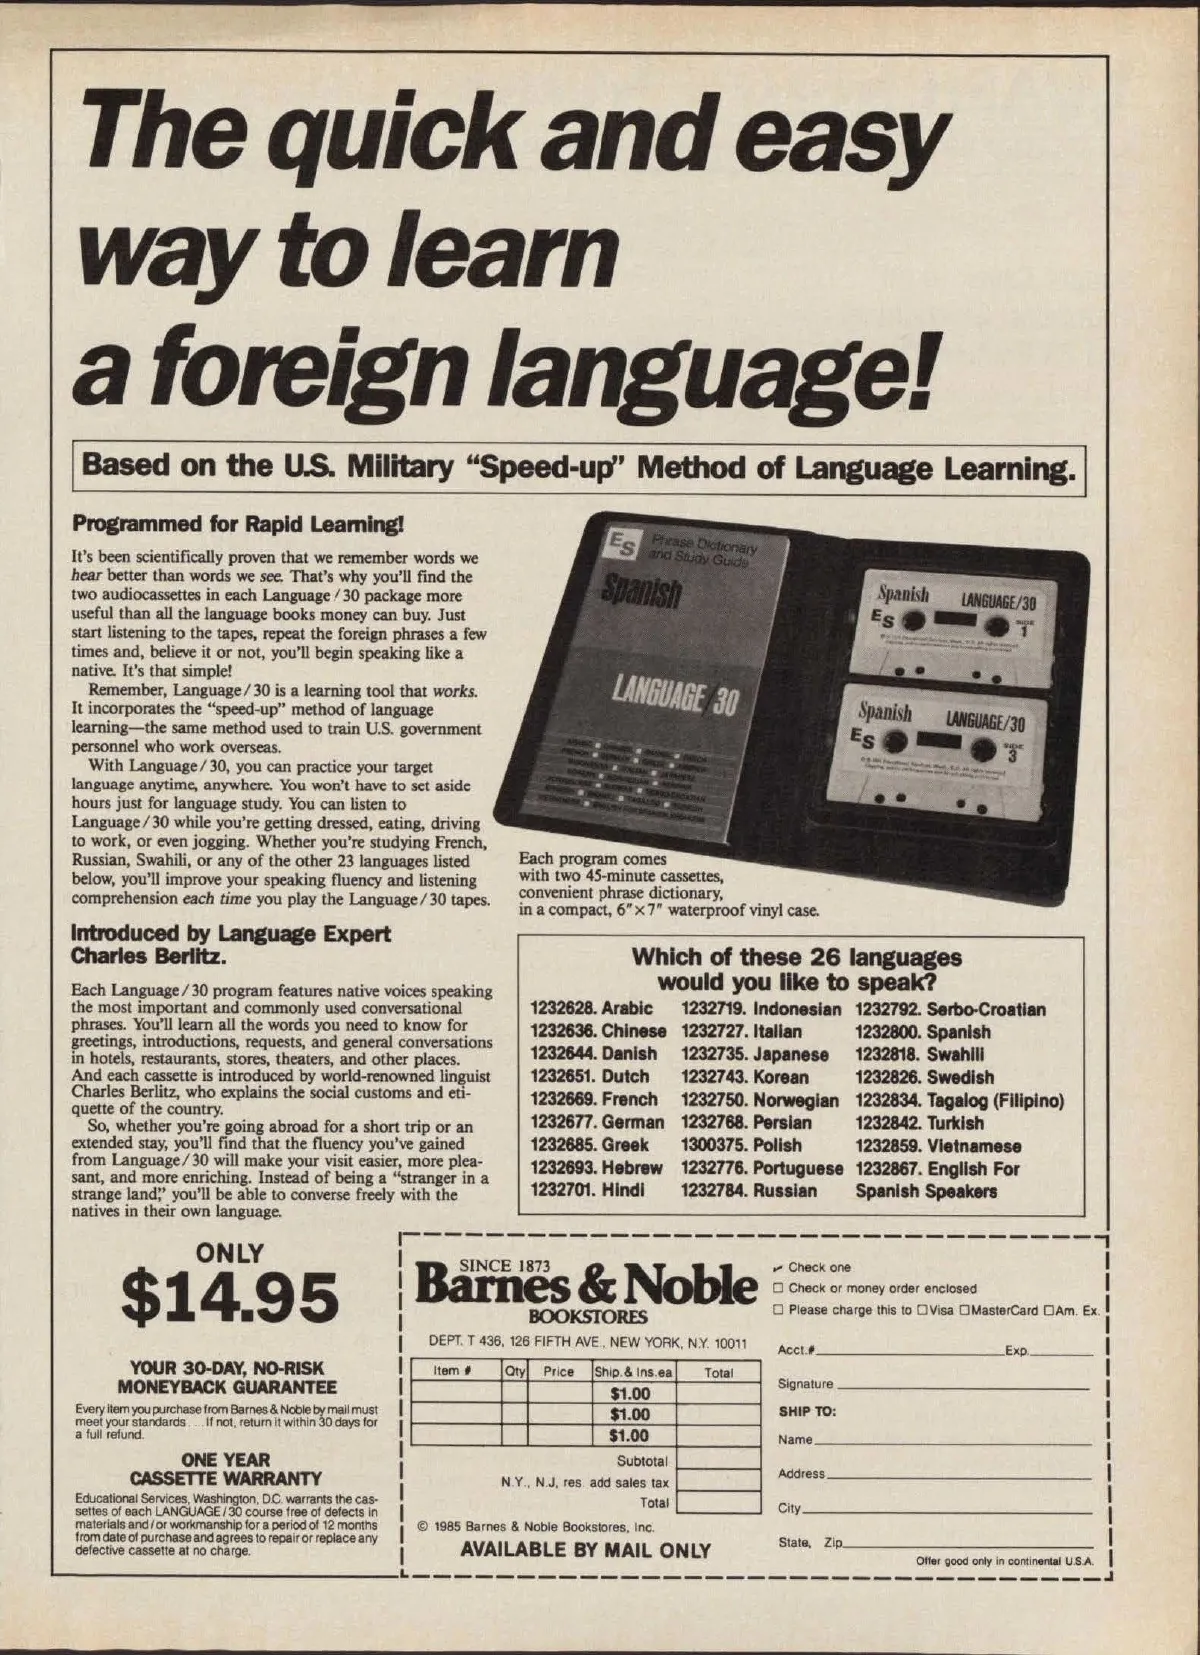 The quick and easy
way to learn
a foreign language!
Based on the U.S. Military “Speed-up” Method of Language Learning.
Programmed for Rapid Learning!
It's been scientifically proven that we remember words we
hear better than words we see. That's why you'll find the
two audiocassettes in each Language/30 package more
useful than all the language books money can buy. Just
start listening to the tapes, repeat the foreign phrases a few
times and, believe it or not, you'll begin speaking like a
native. It's that simple!
Remember, Language/30 is a learning tool that works.
It incorporates the “speed-up” method of language
learning—the same method used to train U.S. government
personnel who work overseas.
With Language/30, you can practice your target
language anytime, anywhere. You won't have to set aside
hours just for language study. You can listen to
Language/30 while you're getting dressed, eating, driving
to work, or even jogging. Whether you're studying French,
Russian, Swahili, or any of the other 23 languages listed
below, you'll improve your speaking fluency and listening
comprehension each time you play the Language/30 tapes.
Introduced by Language Expert
Charles Berlitz.
Each Language/30 program features native voices speaking
the most important and commonly used conversational
phrases. You'll learn all the words you need to know for
greetings, introductions, requests, and general conversations
in hotels, restaurants, stores, theaters, and other places.
And each cassette is introduced by world-renowned linguist
Charles Berlitz, who explains the social customs and eti-
quette of the country.
So, whether you're going abroad for a short trip or an
extended stay, you'll find that the fluency you've gained
from Language/30 will make your visit easier, more plea-
sant, and more enriching. Instead of being a “stranger in a
strange land,” you'll be able to converse freely with the
natives in their own language.
ES
Phrase Dictionary
and Study Guide
Spanish
LANGUAGE/30
Spanish LANGUAGE/30
ES
SIDE
1
Spanish LANGUAGE/30
ES
SIDE
3
Each program comes
with two 45-minute cassettes,
convenient phrase dictionary,
in a compact, 6"×7" waterproof vinyl case.
Which of these 26 languages
would you like to speak?
1232628. Arabic 1232719. Indonesian 1232792. Serbo-Croatian
1232636. Chinese 1232727. Italian 1232800. Spanish
1232644. Danish 1232735. Japanese 1232818. Swahili
1232651. Dutch 1232743. Korean 1232826. Swedish
1232669. French 1232750. Norwegian 1232834. Tagalog (Filipino)
1232677. German 1232768. Persian 1232842. Turkish
1232685. Greek 1300375. Polish 1232859. Vietnamese
1232693. Hebrew 1232776. Portuguese 1232867. English For
1232701. Hindi 1232784. Russian Spanish Speakers
ONLY
$14.95
YOUR 30-DAY, NO-RISK
MONEYBACK GUARANTEE
Every item you purchase from Barnes & Noble by mail must
meet your standards . . . If not, return it within 30 days for
a full refund.
ONE YEAR
CASSETTE WARRANTY
Educational Services, Washington, D.C. warrants the cas-
settes of each LANGUAGE/30 course free of defects in
materials and/or workmanship for a period of 12 months
from date of purchase and agrees to repair or replace any
defective cassette at no charge.
SINCE 1873
Barnes & Noble
BOOKSTORES
DEPT. T 436, 126 FIFTH AVE., NEW YORK, N.Y. 10011
Item # Qty Price Ship. & Ins. ea Total
$1.00
$1.00
$1.00
Subtotal
N.Y., N.J, res. add sales tax
Total
© 1985 Barnes & Noble Bookstores, Inc.
AVAILABLE BY MAIL ONLY
✓ Check one
☐ Check or money order enclosed
☐ Please charge this to ☐ Visa ☐ MasterCard ☐ Am. Ex.
Acct.# Exp.
Signature
SHIP TO:
Name
Address
City
State, Zip
Offer good only in continental U.S.A.